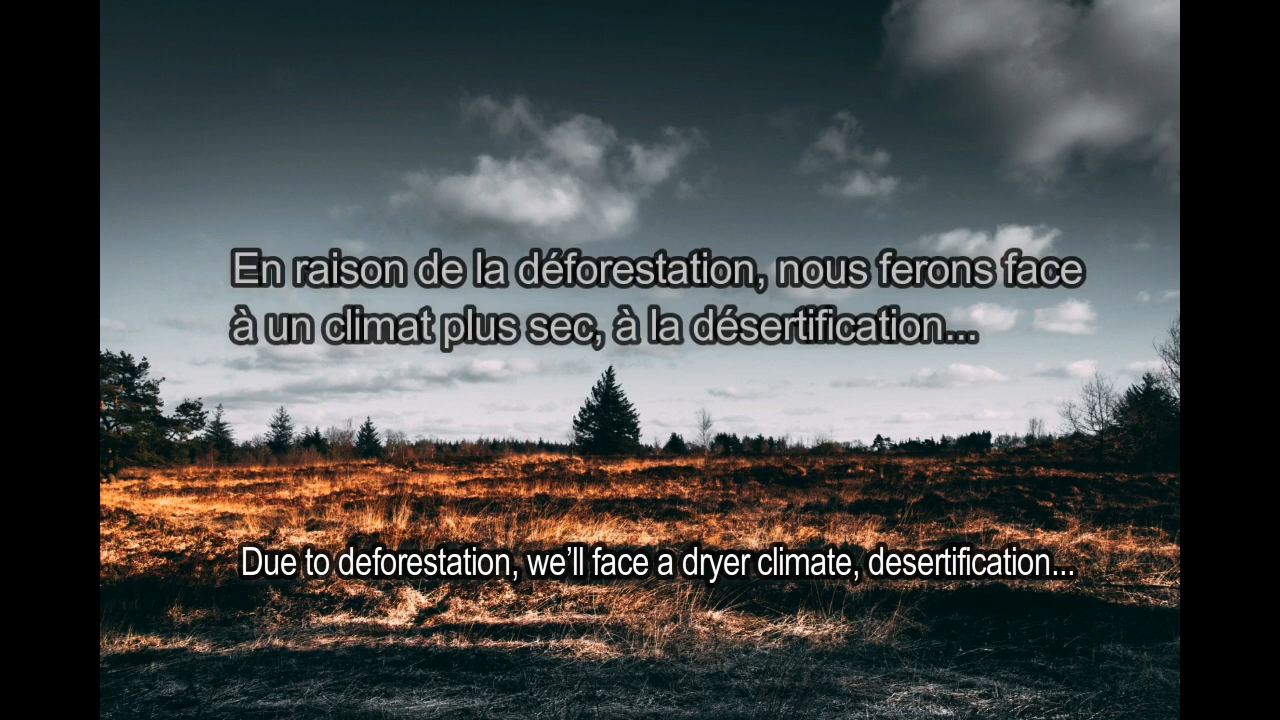 En raison de la déforestation, nous ferons face
à un climat plus sec, à la désertification...
Due to deforestation, we’ll face a dryer climate, desertification...